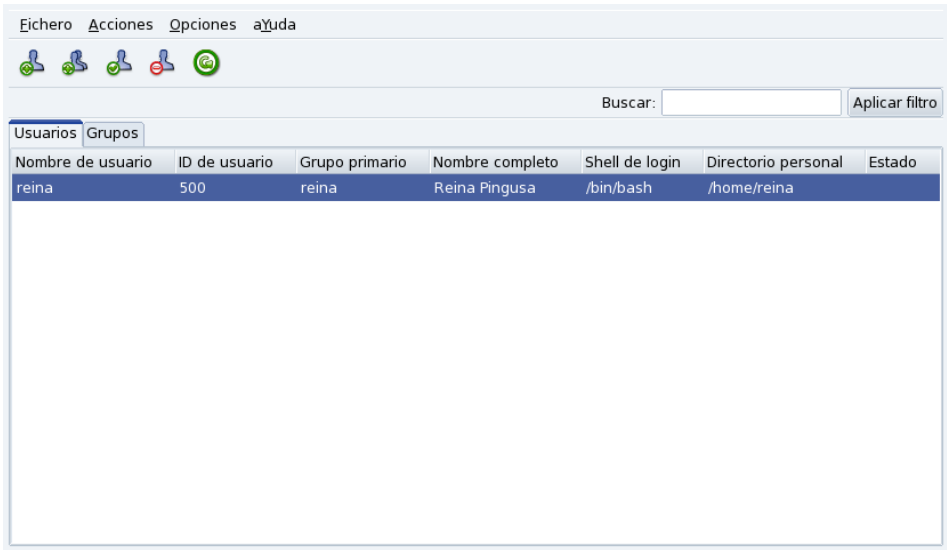 Fichero Acciones Opciones aYuda
Buscar: Aplicar filtro
Usuarios Grupos
Nombre de usuario ID de usuario Grupo primario Nombre completo Shell de login Directorio personal Estado
reina 500 reina Reina Pingusa /bin/bash /home/reina